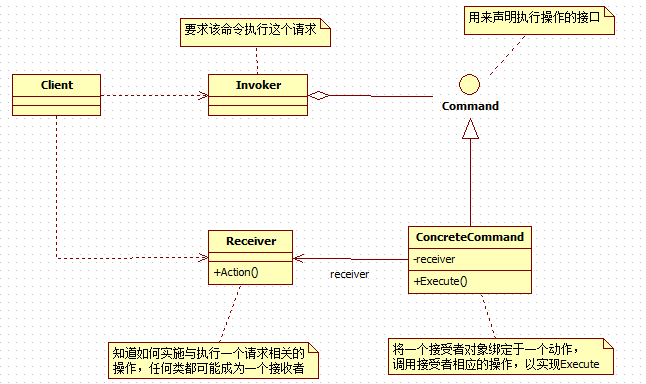 要求该命令执行这个请求
用来声明执行操作的接口
Client
Invoker
Command
Receiver
+Action()
receiver
ConcreteCommand
-receiver
+Execute()
知道如何实施与执行一个请求相关的
操作，任何类都可能成为一个接收者
将一个接受者对象绑定于一个动作，
调用接受者相应的操作，以实现Execute